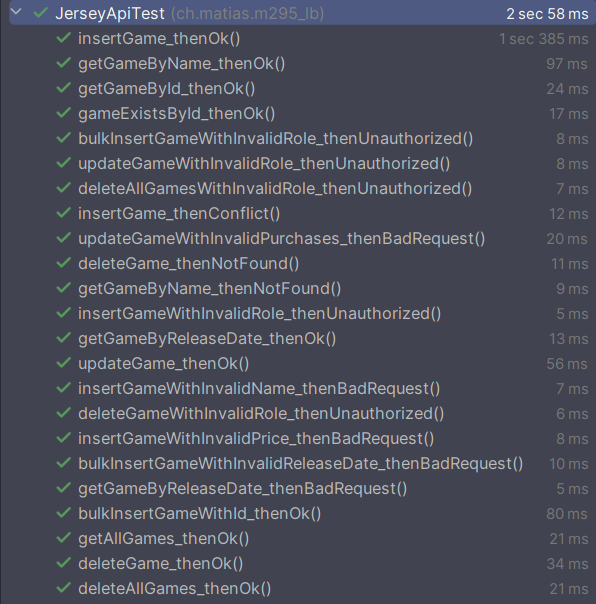 JerseyApiTest (ch.matias.m295_lb) 2 sec 58 ms
insertGame_thenOk() 1 sec 385 ms
getGameByName_thenOk() 97 ms
getGameById_thenOk() 24 ms
gameExistsById_thenOk() 17 ms
bulkInsertGameWithInvalidRole_thenUnauthorized() 8 ms
updateGameWithInvalidRole_thenUnauthorized() 8 ms
deleteAllGamesWithInvalidRole_thenUnauthorized() 7 ms
insertGame_thenConflict() 12 ms
updateGameWithInvalidPurchases_thenBadRequest() 20 ms
deleteGame_thenNotFound() 11 ms
getGameByName_thenNotFound() 9 ms
insertGameWithInvalidRole_thenUnauthorized() 5 ms
getGameByReleaseDate_thenOk() 13 ms
updateGame_thenOk() 56 ms
insertGameWithInvalidName_thenBadRequest() 7 ms
deleteGameWithInvalidRole_thenUnauthorized() 6 ms
insertGameWithInvalidPrice_thenBadRequest() 8 ms
bulkInsertGameWithInvalidReleaseDate_thenBadRequest() 10 ms
getGameByReleaseDate_thenBadRequest() 5 ms
bulkInsertGameWithId_thenOk() 80 ms
getAllGames_thenOk() 21 ms
deleteGame_thenOk() 34 ms
deleteAllGames_thenOk() 21 ms